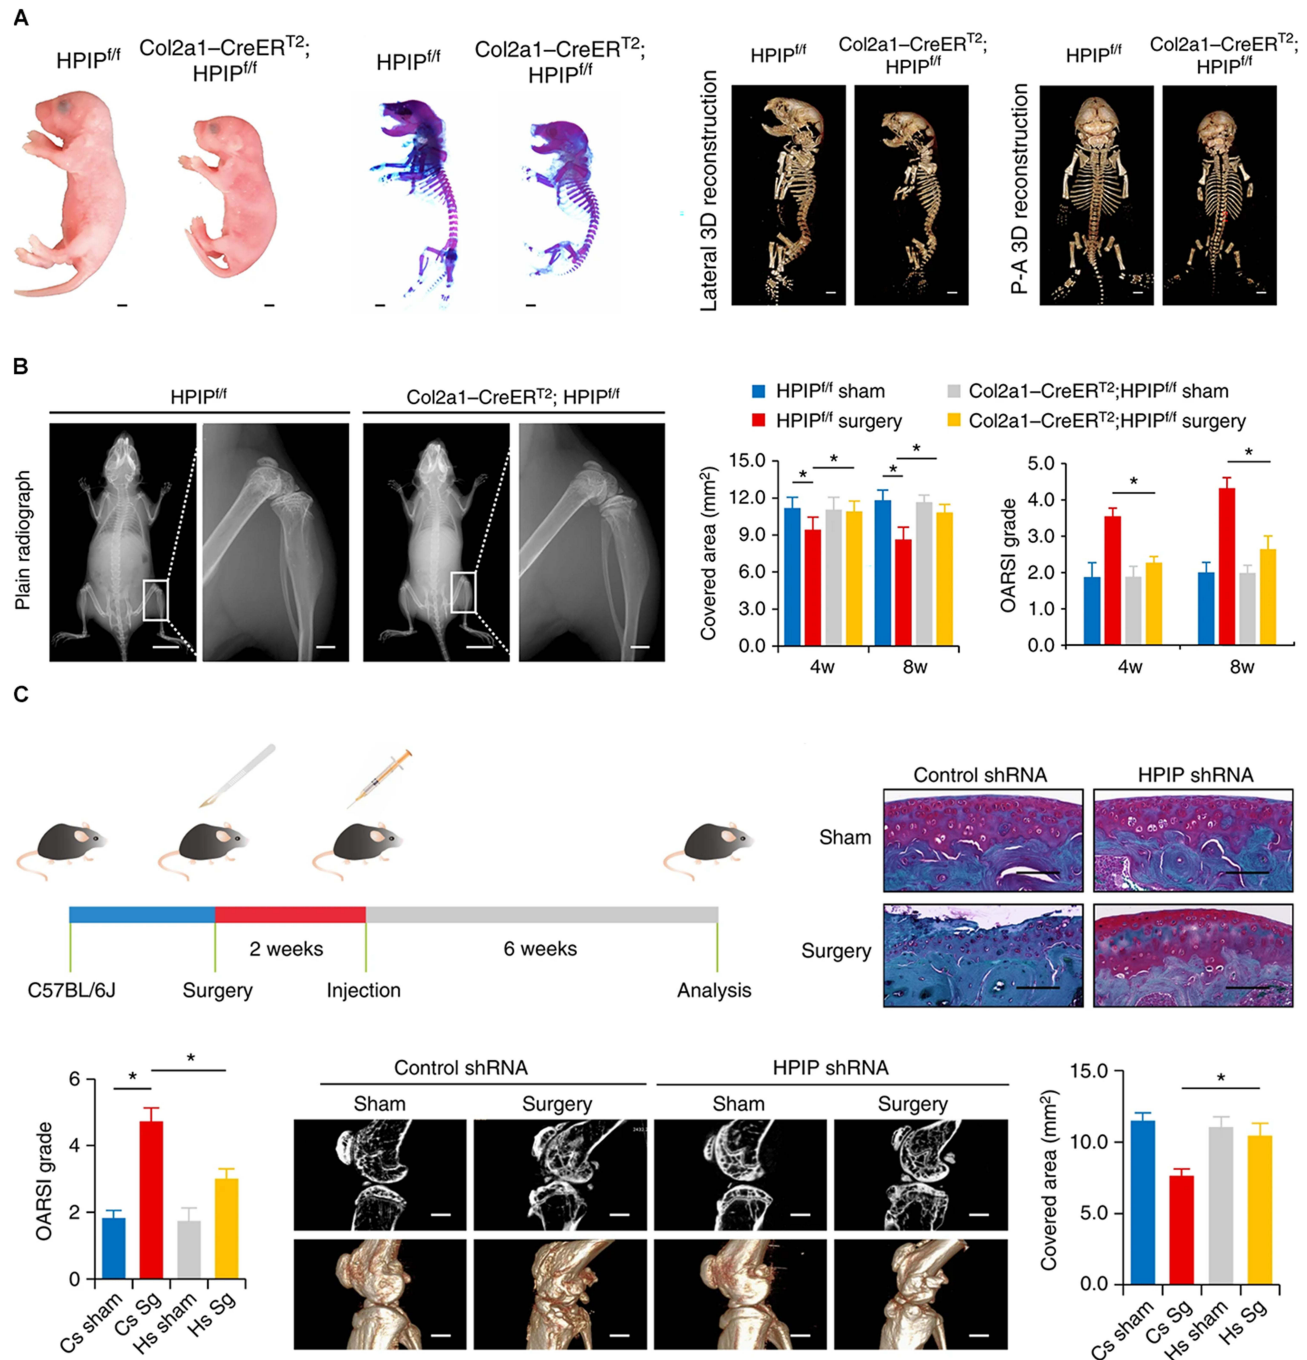 A
HPIPf/f
Col2a1–CreERT2;
HPIPf/f
HPIPf/f
Col2a1–CreERT2;
HPIPf/f
Lateral 3D reconstruction
HPIPf/f
Col2a1–CreERT2;
HPIPf/f
P-A 3D reconstruction
HPIPf/f
Col2a1–CreERT2;
HPIPf/f
B
HPIPf/f
Col2a1–CreERT2; HPIPf/f
Plain radiograph
HPIPf/f sham
Col2a1–CreERT2;HPIPf/f sham
HPIPf/f surgery
Col2a1–CreERT2;HPIPf/f surgery
Covered area (mm2)
15.0
12.0
9.0
6.0
3.0
0.0
* * * *
4w 8w
OARSI grade
5.0
4.0
3.0
2.0
1.0
0.0
* *
4w 8w
C
2 weeks
6 weeks
C57BL/6J
Surgery
Injection
Analysis
Control shRNA
HPIP shRNA
Sham
Surgery
OARSI grade
6
4
2
0
* *
Cs sham
Cs Sg
Hs sham
Hs Sg
Control shRNA
HPIP shRNA
Sham
Surgery
Sham
Surgery
Covered area (mm2)
15.0
10.0
5.0
0.0
*
Cs sham
Cs Sg
Hs sham
Hs Sg